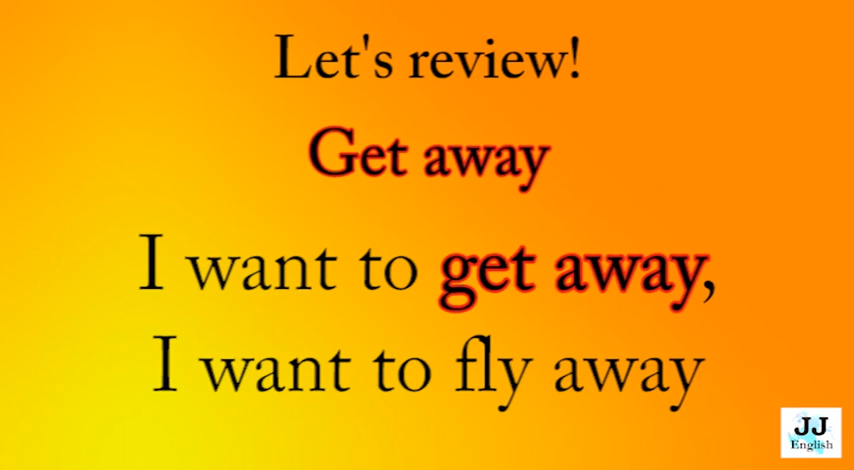 Let's review!
Get away
I want to get away,
I want to fly away
JJ
English